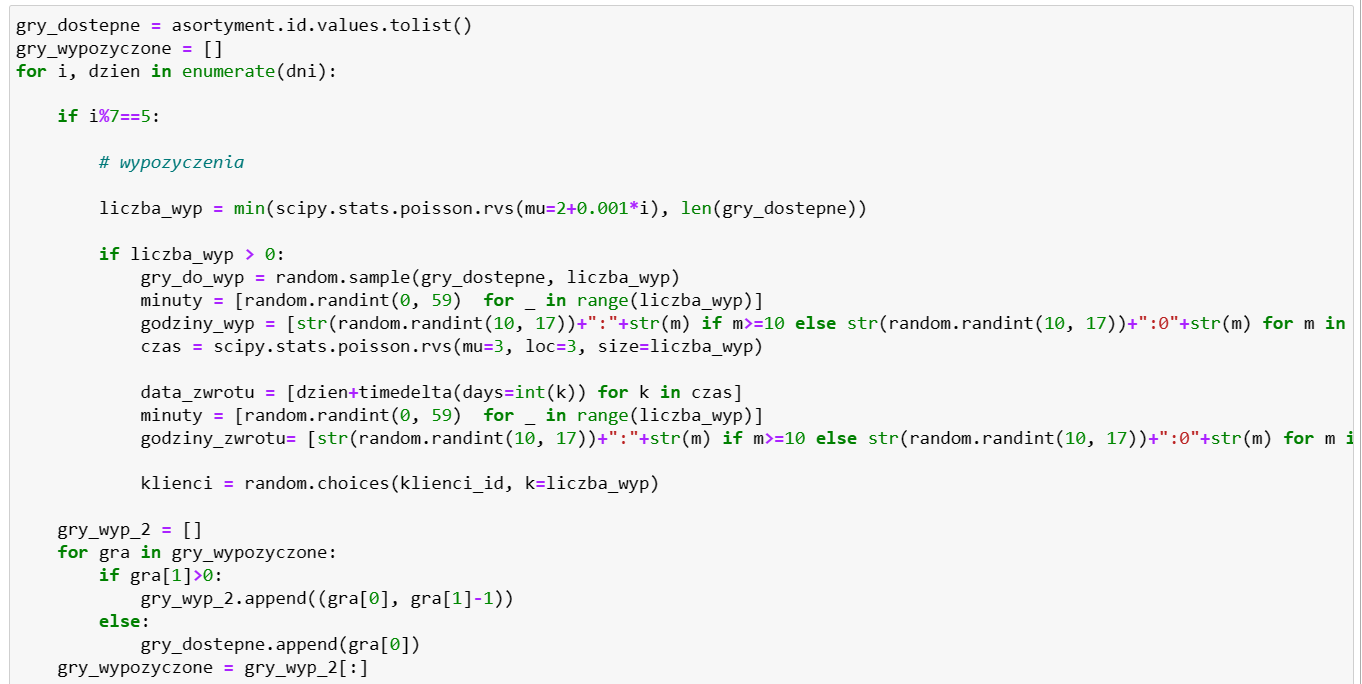 gry_dostepne = asortyment.id.values.tolist()
gry_wypozyczone = []
for i, dzien in enumerate(dni):
if i%7==5:
# wypozyczenia
liczba_wyp = min(scipy.stats.poisson.rvs(mu=2+0.001*i), len(gry_dostepne))
if liczba_wyp > 0:
gry_do_wyp = random.sample(gry_dostepne, liczba_wyp)
minuty = [random.randint(0, 59)  for _ in range(liczba_wyp)]
godziny_wyp = [str(random.randint(10, 17))+":"+str(m) if m>=10 else str(random.randint(10, 17))+":0"+str(m) for m in
czas = scipy.stats.poisson.rvs(mu=3, loc=3, size=liczba_wyp)
data_zwrotu = [dzien+timedelta(days=int(k)) for k in czas]
minuty = [random.randint(0, 59)  for _ in range(liczba_wyp)]
godziny_zwrotu= [str(random.randint(10, 17))+":"+str(m) if m>=10 else str(random.randint(10, 17))+":0"+str(m) for m i
klienci = random.choices(klienci_id, k=liczba_wyp)
gry_wyp_2 = []
for gra in gry_wypozyczone:
if gra[1]>0:
gry_wyp_2.append((gra[0], gra[1]-1))
else:
gry_dostepne.append(gra[0])
gry_wypozyczone = gry_wyp_2[:]